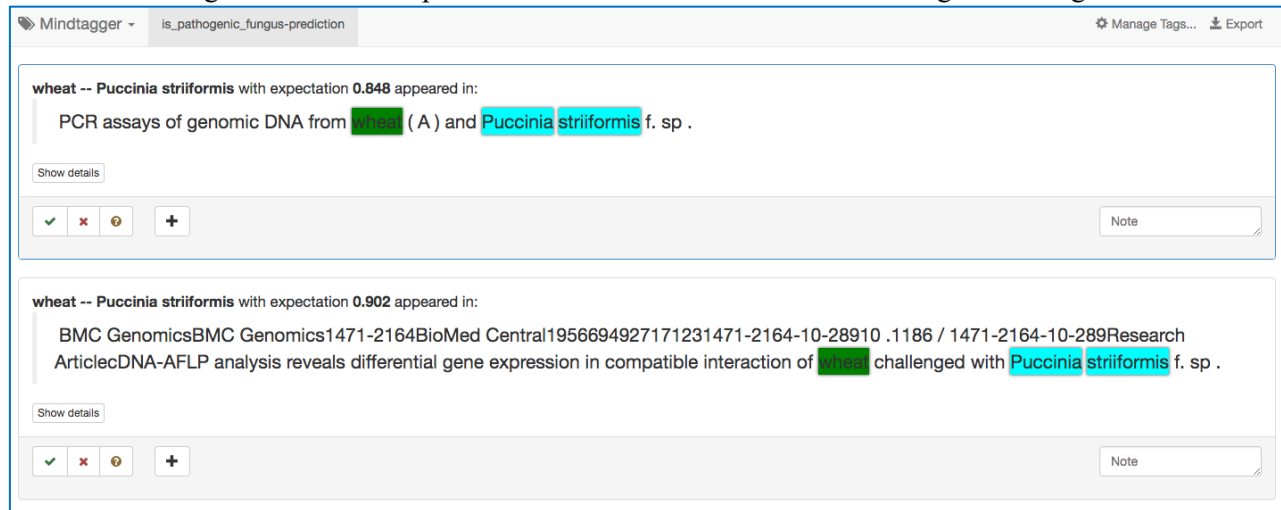 Mindtagger
is_pathogenic_fungus-prediction
Manage Tags...
Export
wheat -- Puccinia striiformis with expectation 0.848 appeared in:
PCR assays of genomic DNA from wheat ( A ) and Puccinia striiformis f. sp .
Show details
Note
wheat -- Puccinia striiformis with expectation 0.902 appeared in:
BMC GenomicsBMC Genomics1471-2164BioMed Central1956694927171231471-2164-10-28910 .1186 / 1471-2164-10-289Research
ArticlecDNA-AFLP analysis reveals differential gene expression in compatible interaction of wheat challenged with Puccinia striiformis f. sp .
Show details
Note